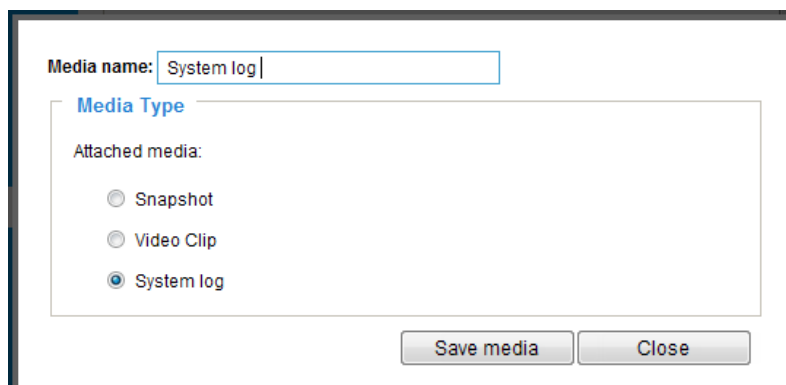 Media name: System log
Media Type
Attached media:
Snapshot
Video Clip
System log
Save media Close